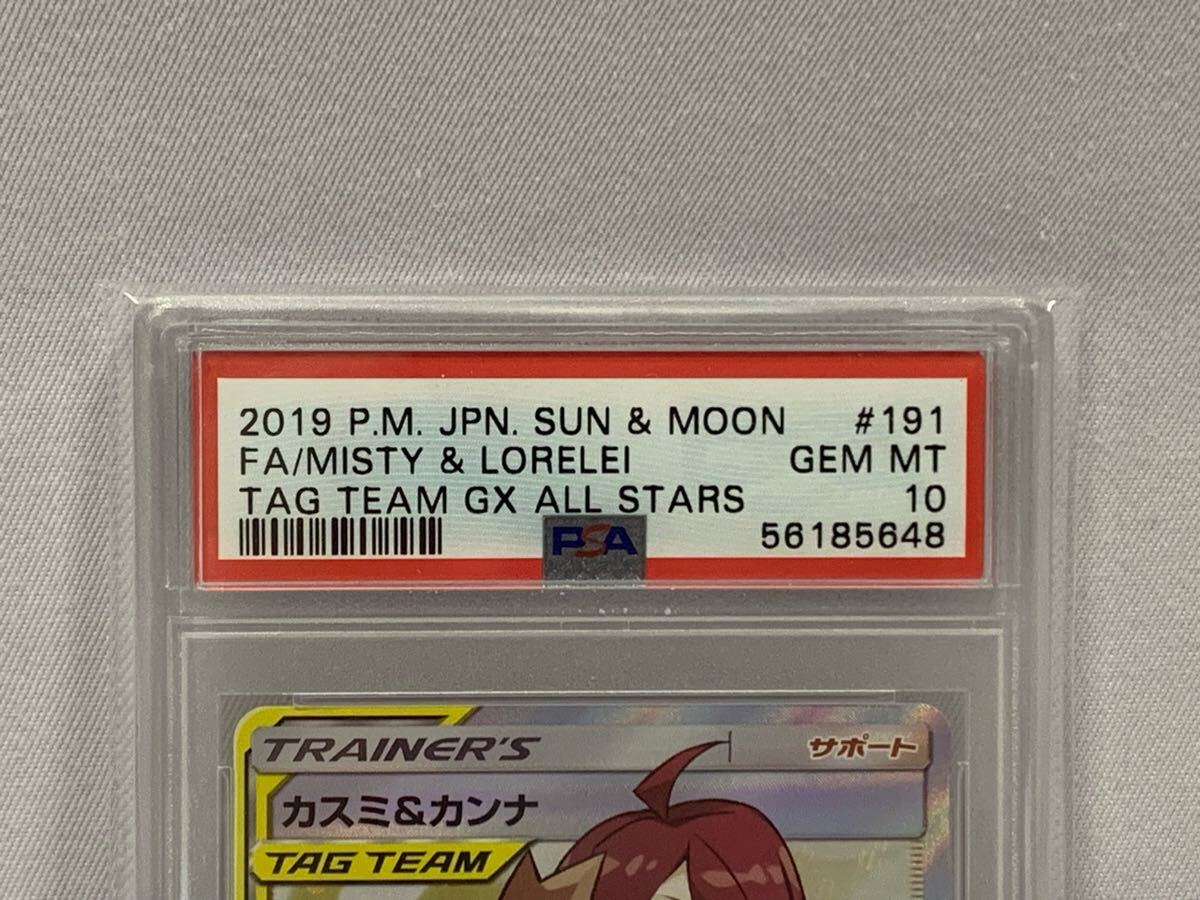 2019 P.M. JPN. SUN & MOON #191
FA/MISTY & LORELEI GEM MT
TAG TEAM GX ALL STARS 10
PSA 56185648
TRAINER'S サポート
カスミ&カンナ
TAG TEAM